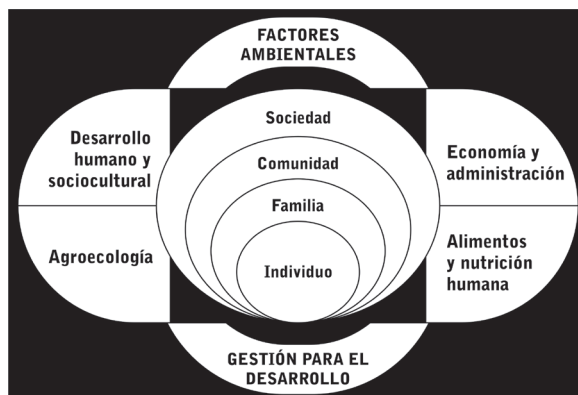 FACTORES
AMBIENTALES
Sociedad
Desarrollo
humano y
sociocultural
Comunidad
Economía y
administración
Familia
Agroecología
Individuo
Alimentos
y nutrición
humana
GESTIÓN PARA EL
DESARROLLO